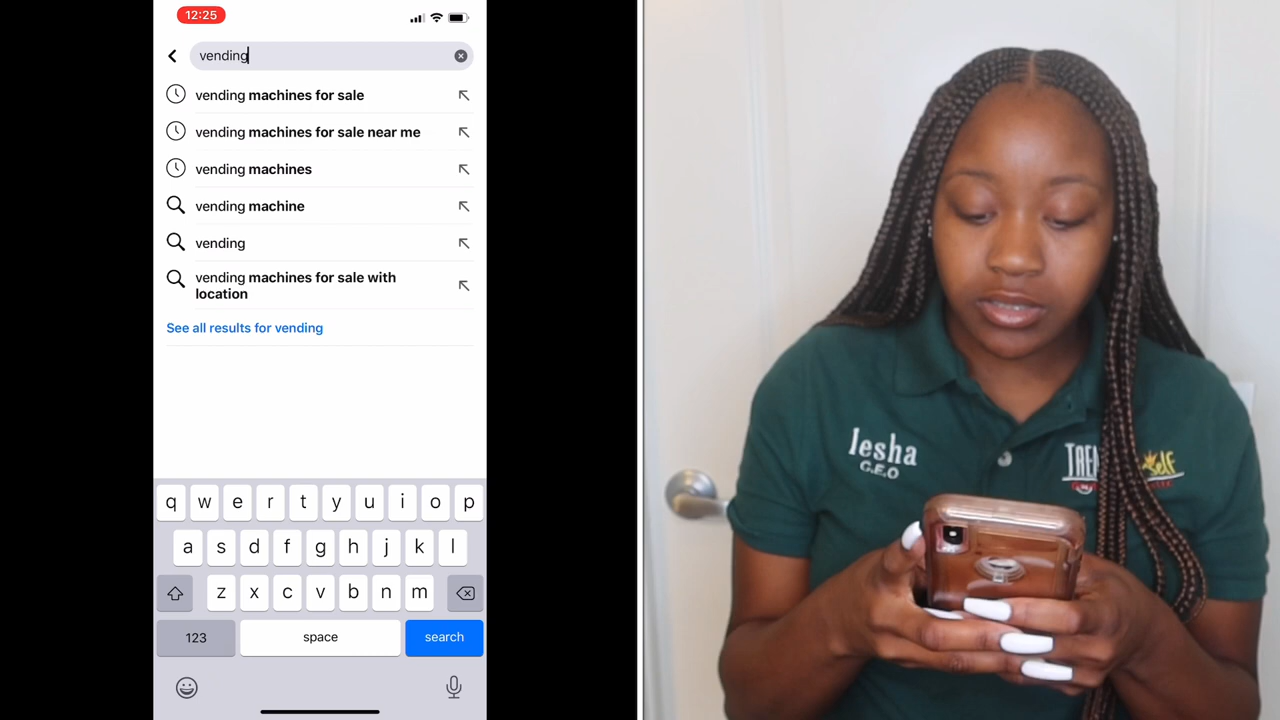 12:25
vending
vending machines for sale
vending machines for sale near me
vending machines
vending machine
vending
vending machines for sale with
location
See all results for vending
q w e r t y u i o p
a s d f g h j k l
z x c v b n m
123 space search
Iesha
C.E.O